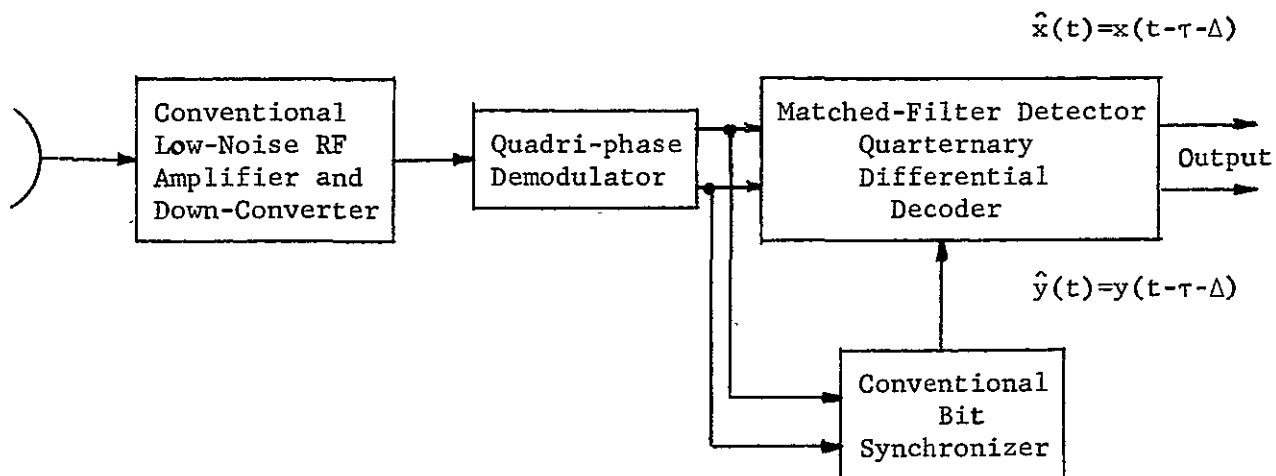 x̂(t)=x(t-τ-Δ)
Conventional
Low-Noise RF
Amplifier and
Down-Converter
Quadri-phase
Demodulator
Matched-Filter Detector
Quarternary
Differential
Decoder
Output
ŷ(t)=y(t-τ-Δ)
Conventional
Bit
Synchronizer